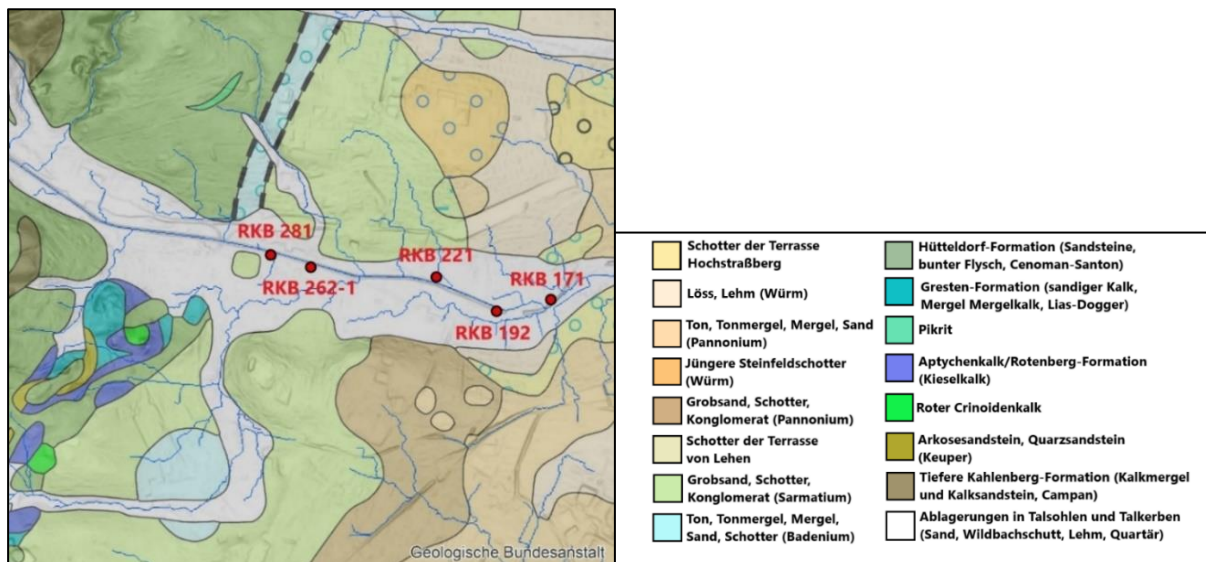 RKB 281
RKB 262-1
RKB 221
RKB 171
RKB 192
Geologische Bundesanstalt
Schotter der Terrasse
Hochstraßberg
Löss, Lehm (Würm)
Ton, Tonmergel, Mergel, Sand
(Pannonium)
Jüngere Steinfeldschotter
(Würm)
Grobsand, Schotter,
Konglomerat (Pannonium)
Schotter der Terrasse
von Lehen
Grobsand, Schotter,
Konglomerat (Sarmatium)
Ton, Tonmergel, Mergel,
Sand, Schotter (Badenium)
Hütteldorf-Formation (Sandsteine,
bunter Flysch, Cenoman-Santon)
Gresten-Formation (sandiger Kalk,
Mergel Mergelkalk, Lias-Dogger)
Pikrit
Aptychenkalk/Rotenberg-Formation
(Kieselkalk)
Roter Crinoidenkalk
Arkosesandstein, Quarzsandstein
(Keuper)
Tiefere Kahlenberg-Formation (Kalkmergel
und Kalksandstein, Campan)
Ablagerungen in Talsohlen und Talkerben
(Sand, Wildbachschutt, Lehm, Quartär)